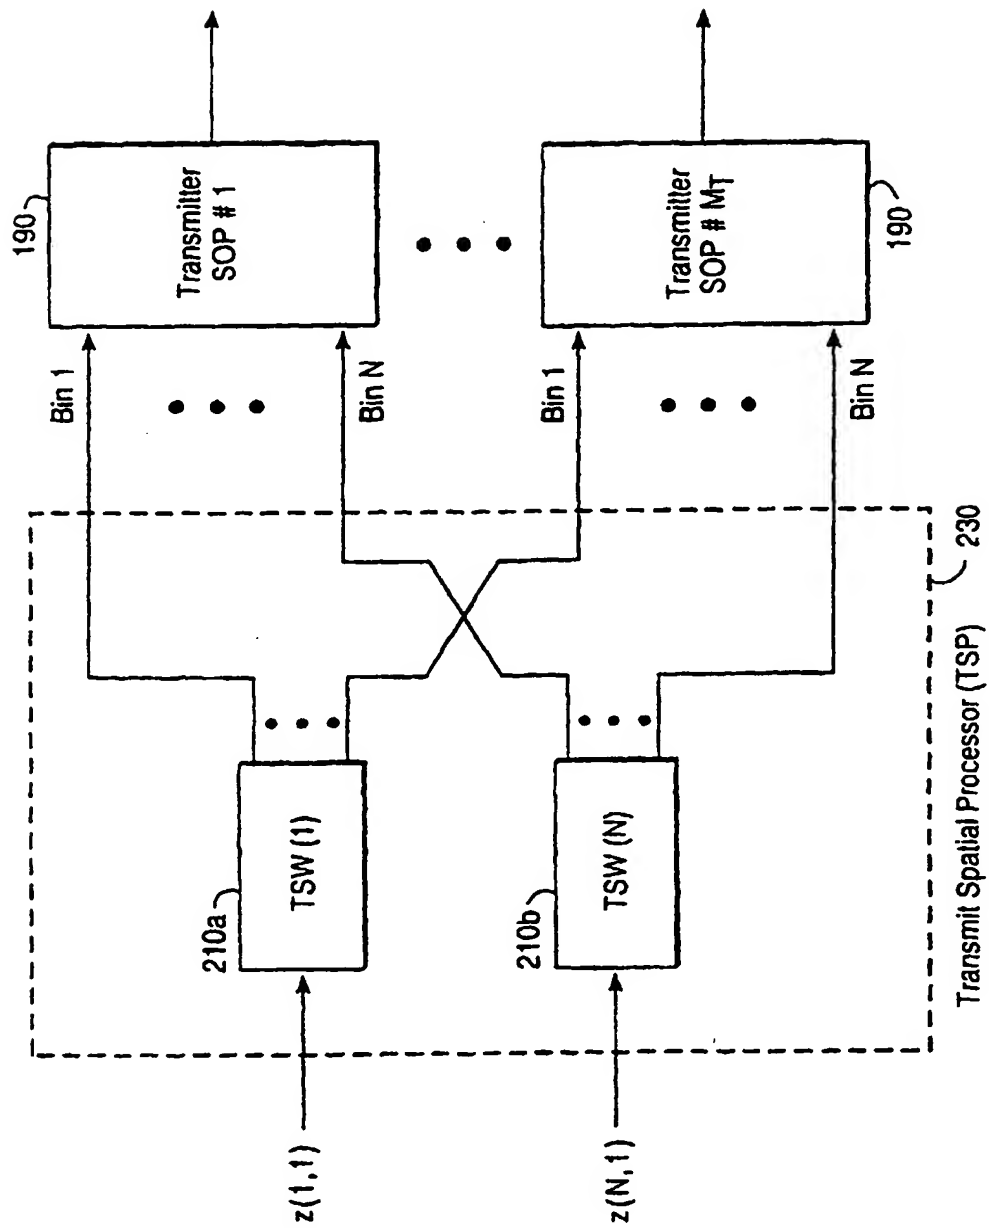 190
Transmitter
SOP # 1
Bin 1
Bin N
190
Transmitter
SOP # MT
Bin 1
Bin N
230
Transmit Spatial Processor (TSP)
210a
TSW (1)
210b
TSW (N)
z(1,1)
z(N,1)